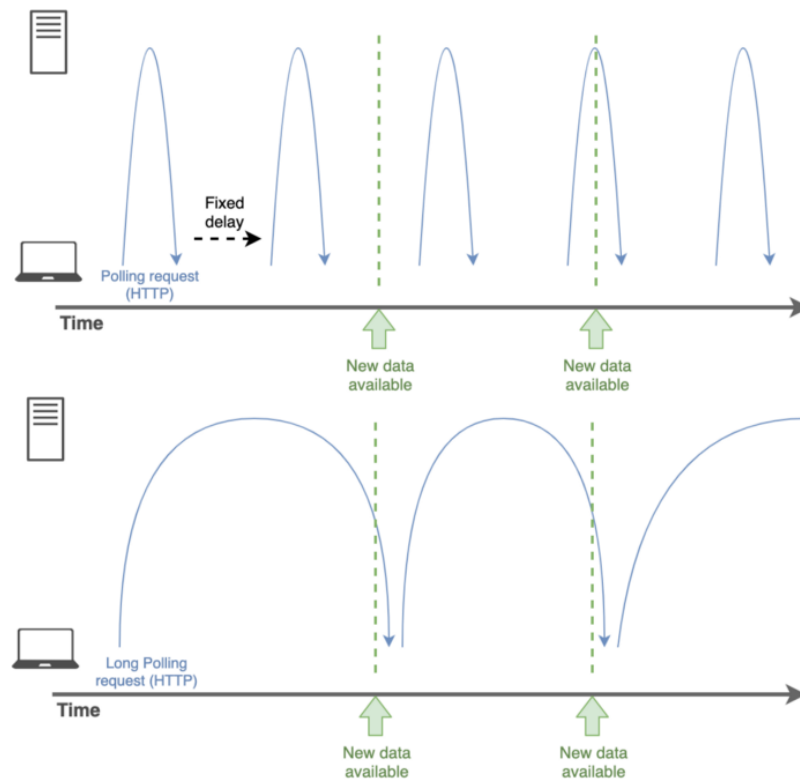 Fixed
delay
Polling request
(HTTP)
Time
New data
available
New data
available
Long Polling
request (HTTP)
Time
New data
available
New data
available